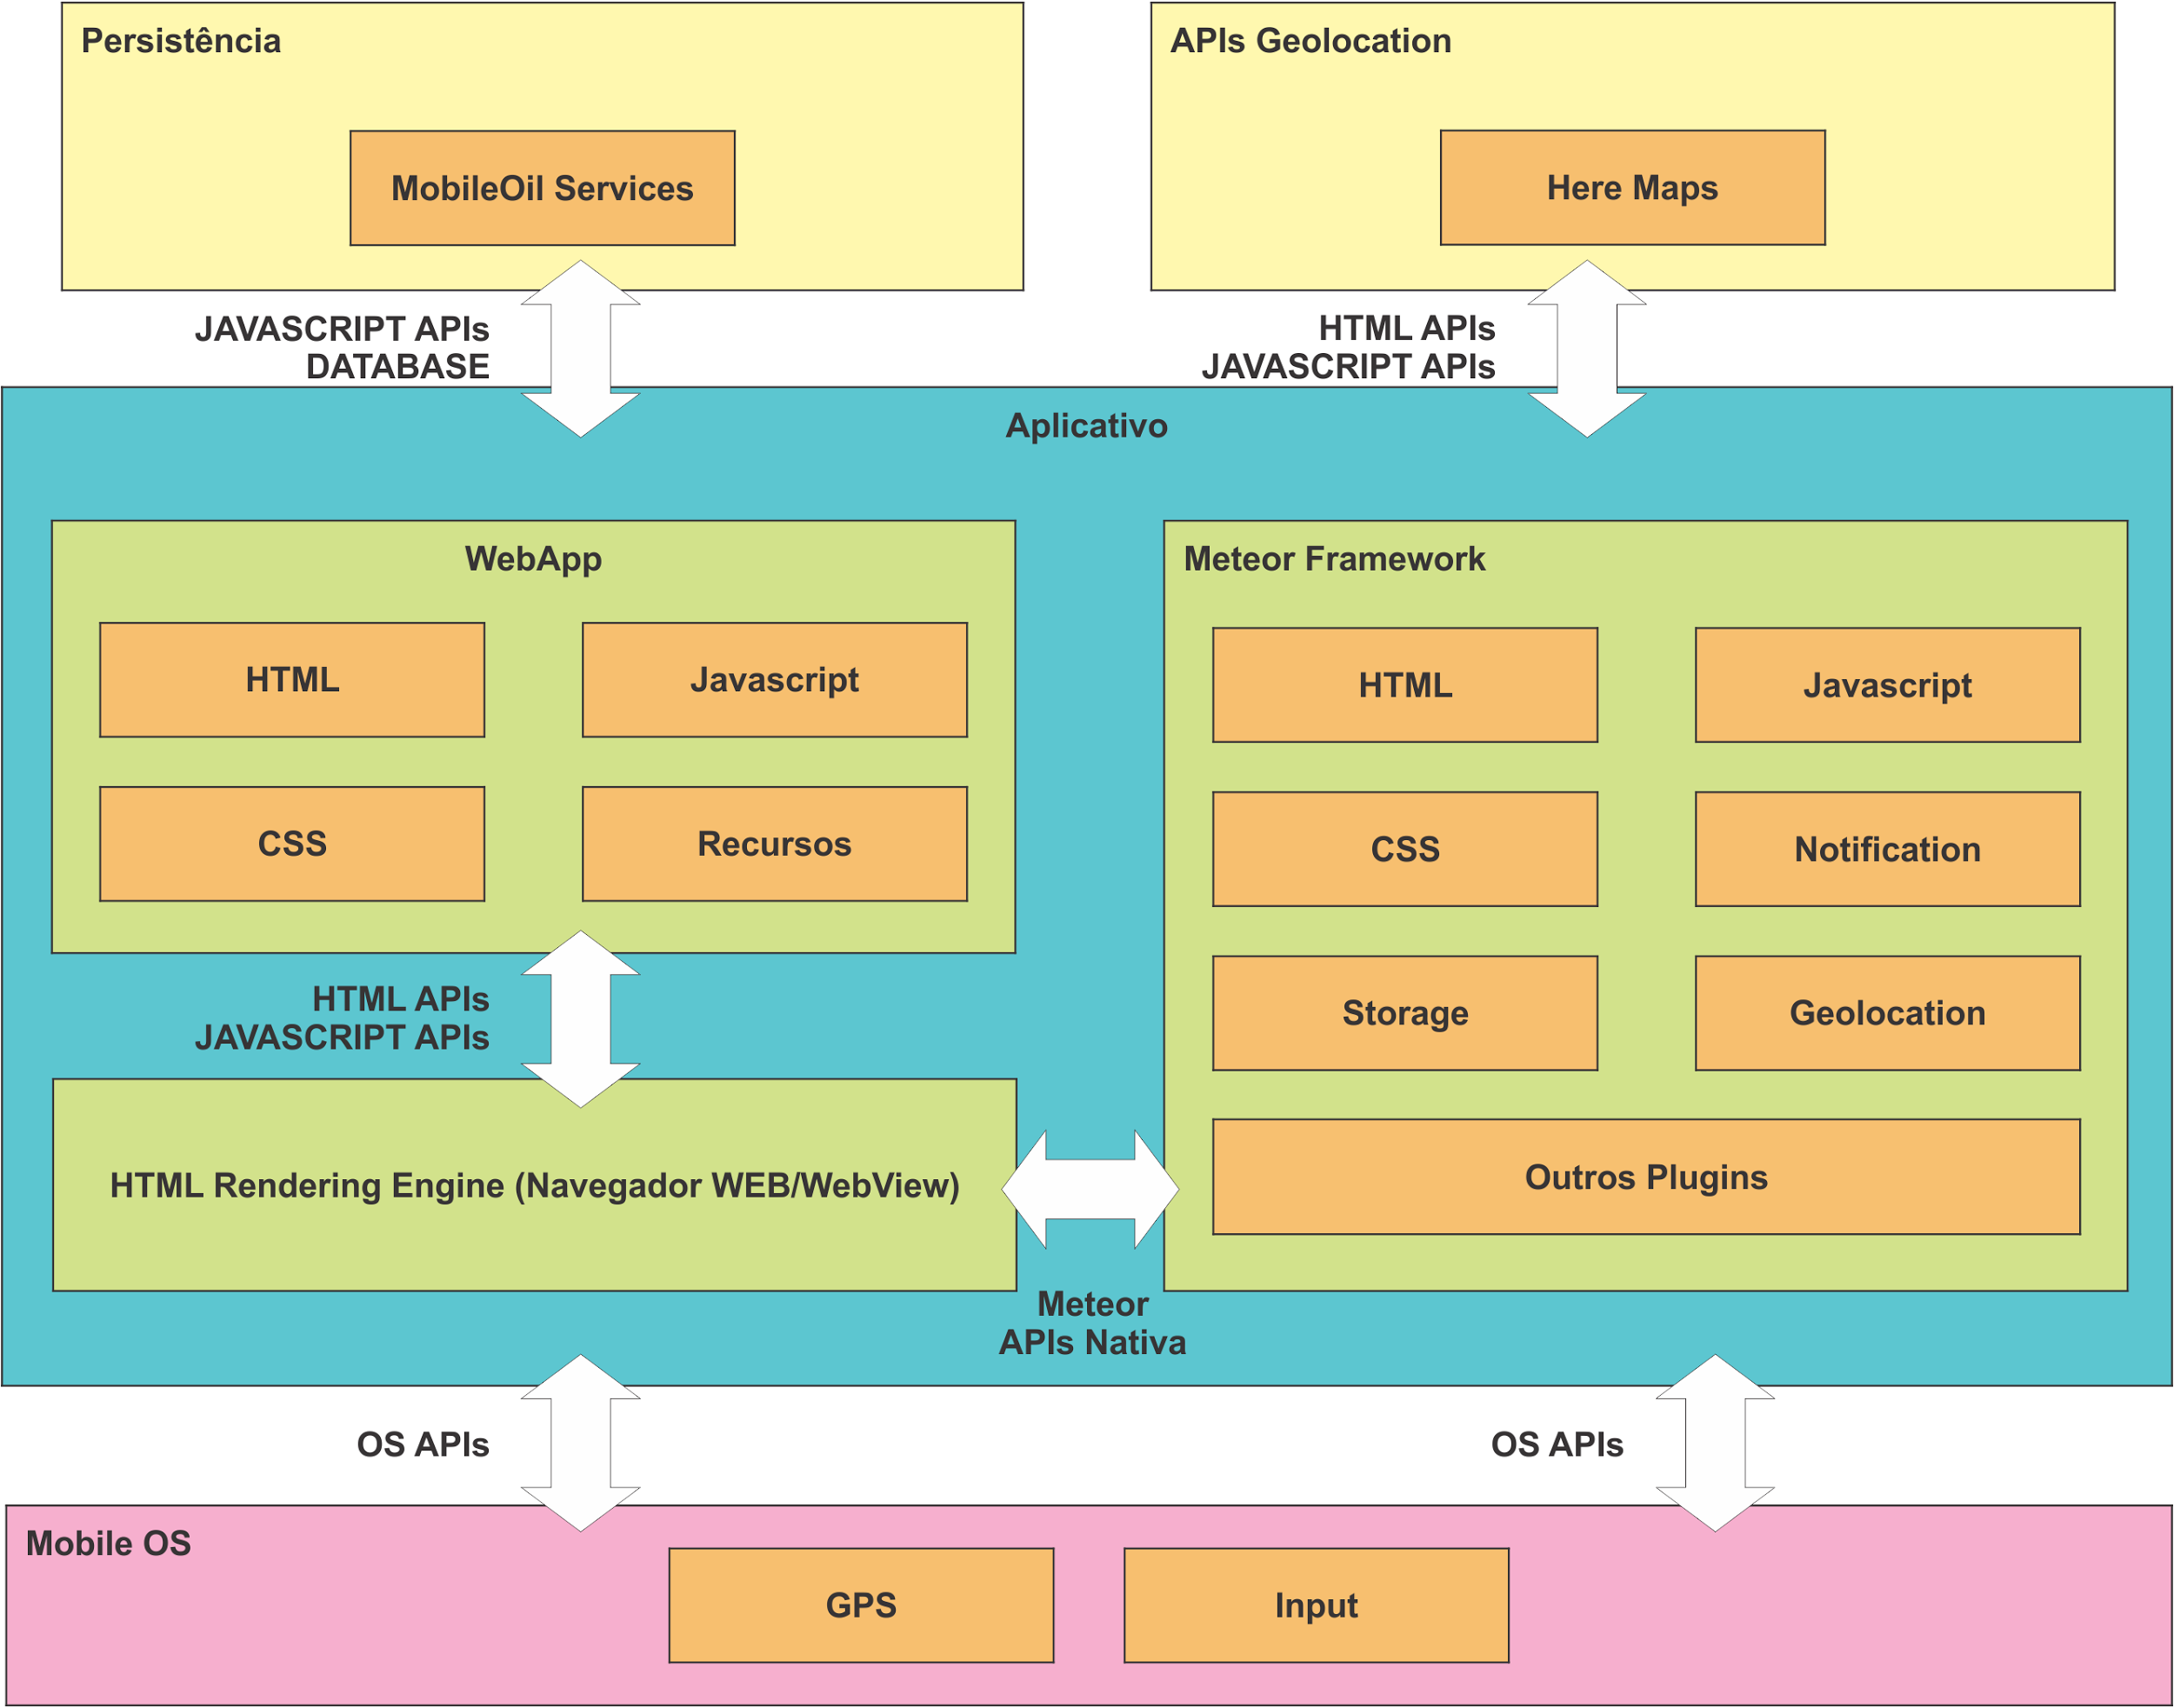 Persistência
APIs Geolocation
MobileOil Services
Here Maps
JAVASCRIPT APIs
DATABASE
HTML APIs
JAVASCRIPT APIs
Aplicativo
WebApp
HTML
Javascript
CSS
Recursos
HTML APIs
JAVASCRIPT APIs
HTML Rendering Engine (Navegador WEB/WebView)
Meteor Framework
HTML
Javascript
CSS
Notification
Storage
Geolocation
Outros Plugins
Meteor
APIs Nativa
OS APIs
OS APIs
Mobile OS
GPS
Input